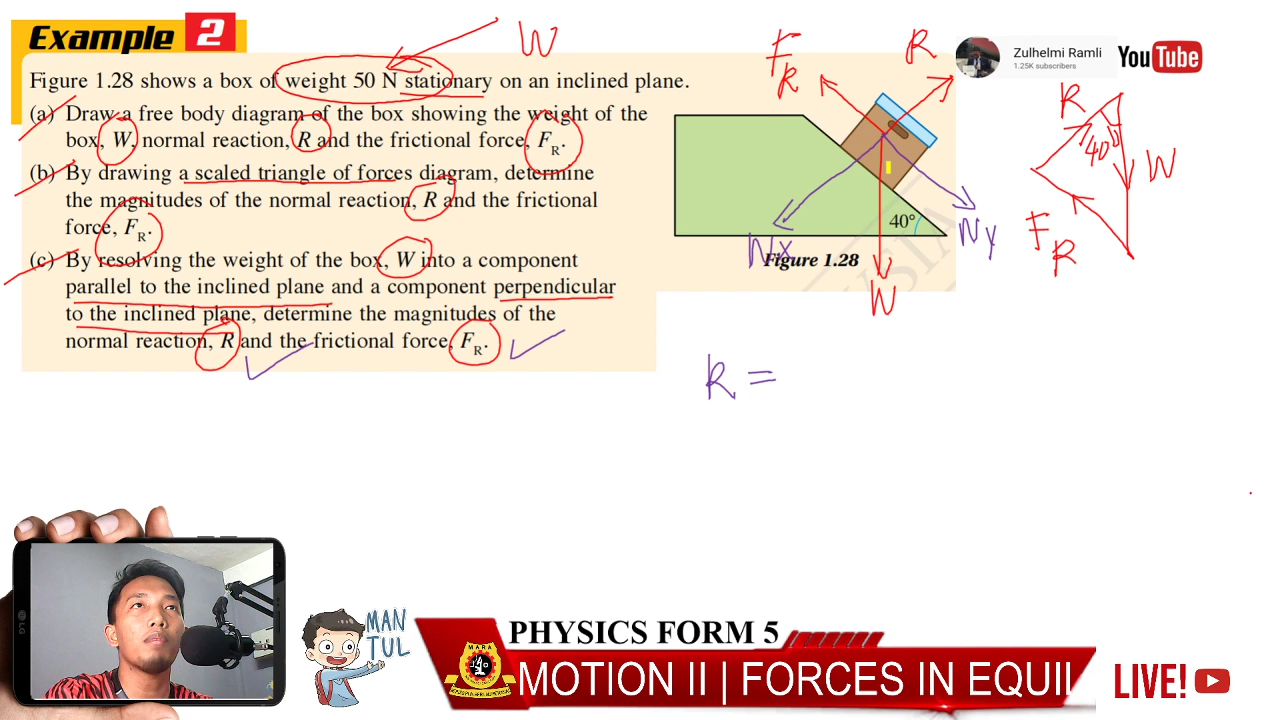 Example 2
W
Figure 1.28 shows a box of weight 50 N stationary on an inclined plane.
(a) Draw a free body diagram of the box showing the weight of the
box, W, normal reaction, R and the frictional force, FR.
(b) By drawing a scaled triangle of forces diagram, determine
the magnitudes of the normal reaction, R and the frictional
force, FR.
(c) By resolving the weight of the box, W into a component
parallel to the inclined plane and a component perpendicular
to the inclined plane, determine the magnitudes of the
normal reaction, R and the frictional force, FR.
FR
R
40°
Wx
Wy
Figure 1.28
W
Zulhelmi Ramli
1.25K subscribers
YouTube
R
40°
W
FR
R =
LG
MAN
TUL
MARA
PHYSICS FORM 5
MOTION II | FORCES IN EQUIL
LIVE!